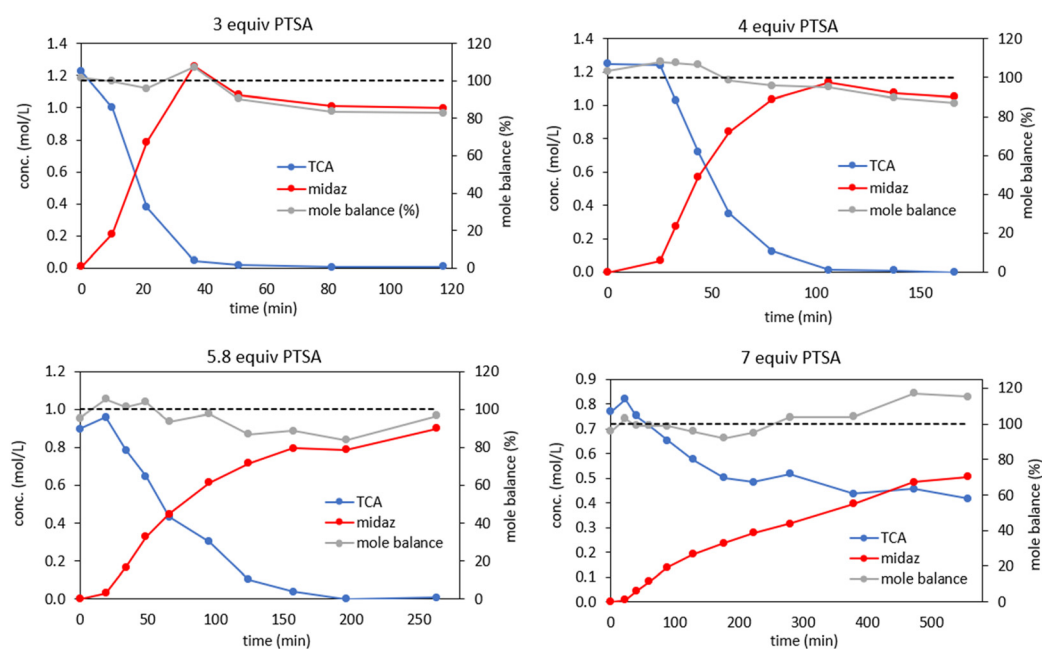 3 equiv PTSA
1.4
1.2
1.0
0.8
0.6
0.4
0.2
0.0
conc. (mol/L)
120
100
80
60
40
20
0
mole balance (%)
TCA
midaz
mole balance (%)
0 20 40 60 80 100 120
time (min)
4 equiv PTSA
1.4
1.2
1.0
0.8
0.6
0.4
0.2
0.0
conc. (mol/L)
120
100
80
60
40
20
0
mole balance (%)
TCA
midaz
mole balance
0 50 100 150
time (min)
5.8 equiv PTSA
1.2
1.0
0.8
0.6
0.4
0.2
0.0
conc. (mol/L)
120
100
80
60
40
20
0
mole balance (%)
TCA
midaz
mole balance
0 50 100 150 200 250
time (min)
7 equiv PTSA
0.9
0.8
0.7
0.6
0.5
0.4
0.3
0.2
0.1
0.0
conc. (mol/L)
120
100
80
60
40
20
0
mole balance (%)
TCA
midaz
mole balance
0 100 200 300 400 500
time (min)